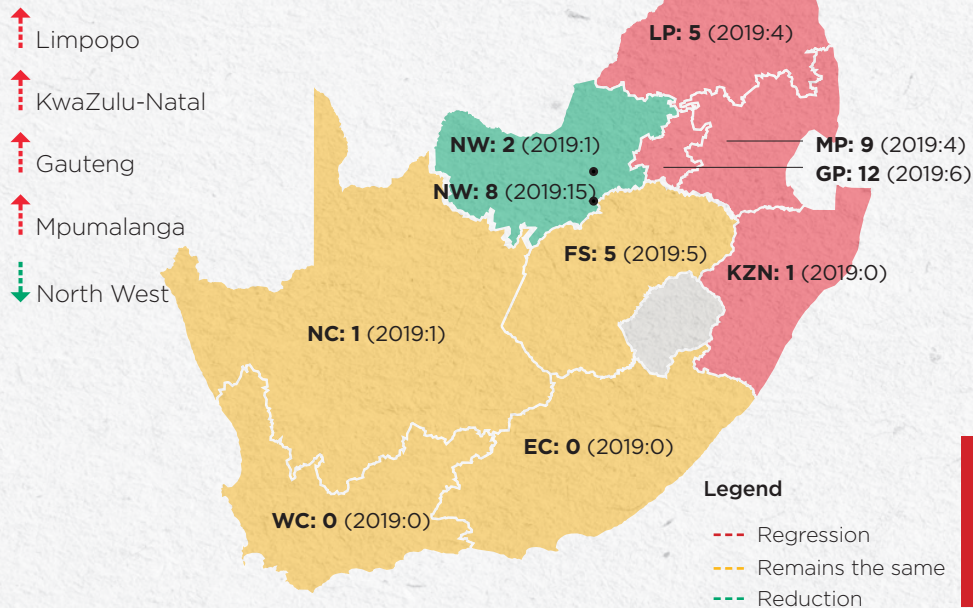 Limpopo
KwaZulu-Natal
Gauteng
Mpumalanga
North West
LP: 5 (2019:4)
NW: 2 (2019:1)
MP: 9 (2019:4)
GP: 12 (2019:6)
NW: 8 (2019:15)
FS: 5 (2019:5)
KZN: 1 (2019:0)
NC: 1 (2019:1)
EC: 0 (2019:0)
WC: 0 (2019:0)
Legend
Regression
Remains the same
Reduction